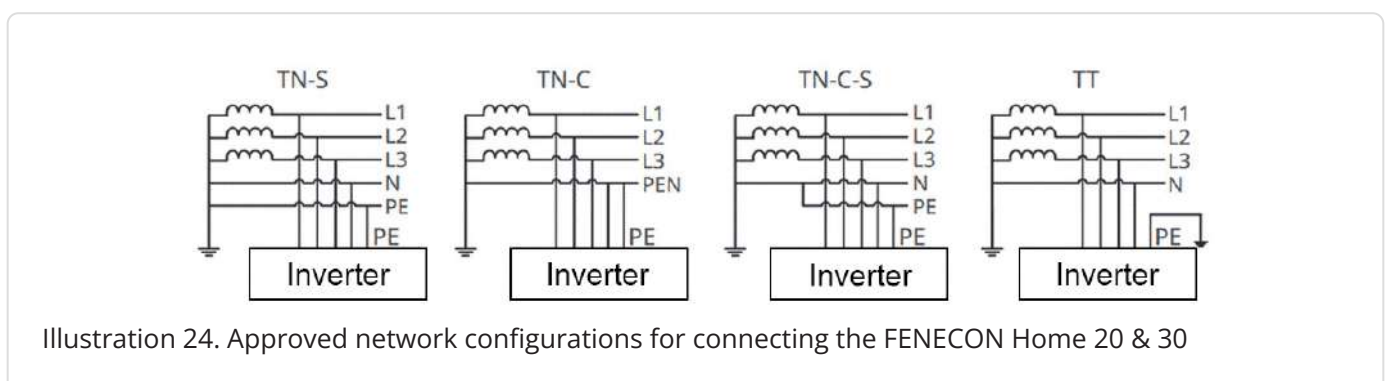 TN-S TN-C TN-C-S TT
L1 L1 L1 L1
L2 L2 L2 L2
L3 L3 L3 L3
N PEN N N
PE PE
PE PE PE PE
Inverter Inverter Inverter Inverter
Illustration 24. Approved network configurations for connecting the FENECON Home 20 & 30